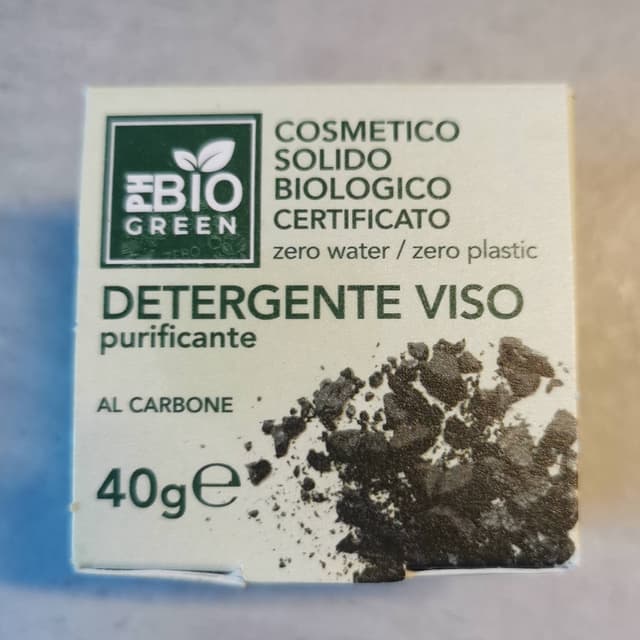 PH BIO
GREEN
COSMETICO
SOLIDO
BIOLOGICO
CERTIFICATO
zero water / zero plastic
DETERGENTE VISO
purificante
AL CARBONE
40g℮